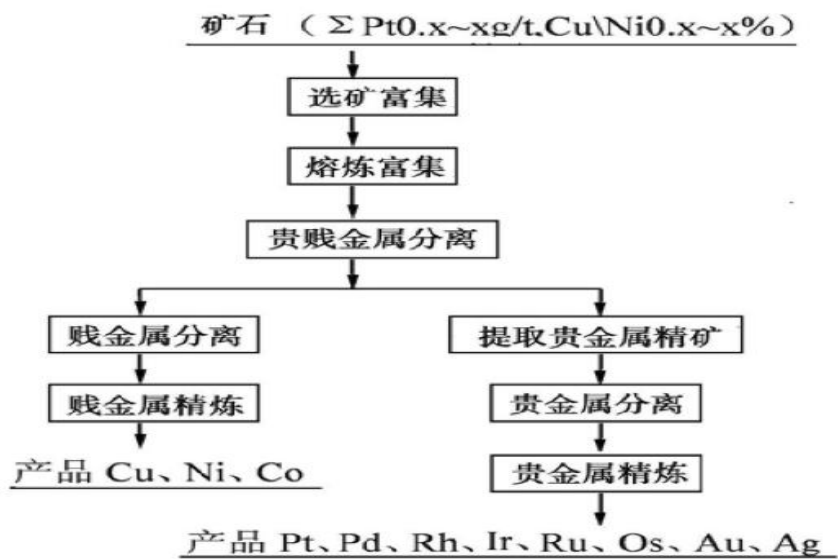 矿石 （ΣPt0.x~xg/t,Cu\Ni0.x~x%）
选矿富集
熔炼富集
贵贱金属分离
贱金属分离
提取贵金属精矿
贱金属精炼
贵金属分离
产品 Cu、Ni、Co
贵金属精炼
产品 Pt、Pd、Rh、Ir、Ru、Os、Au、Ag